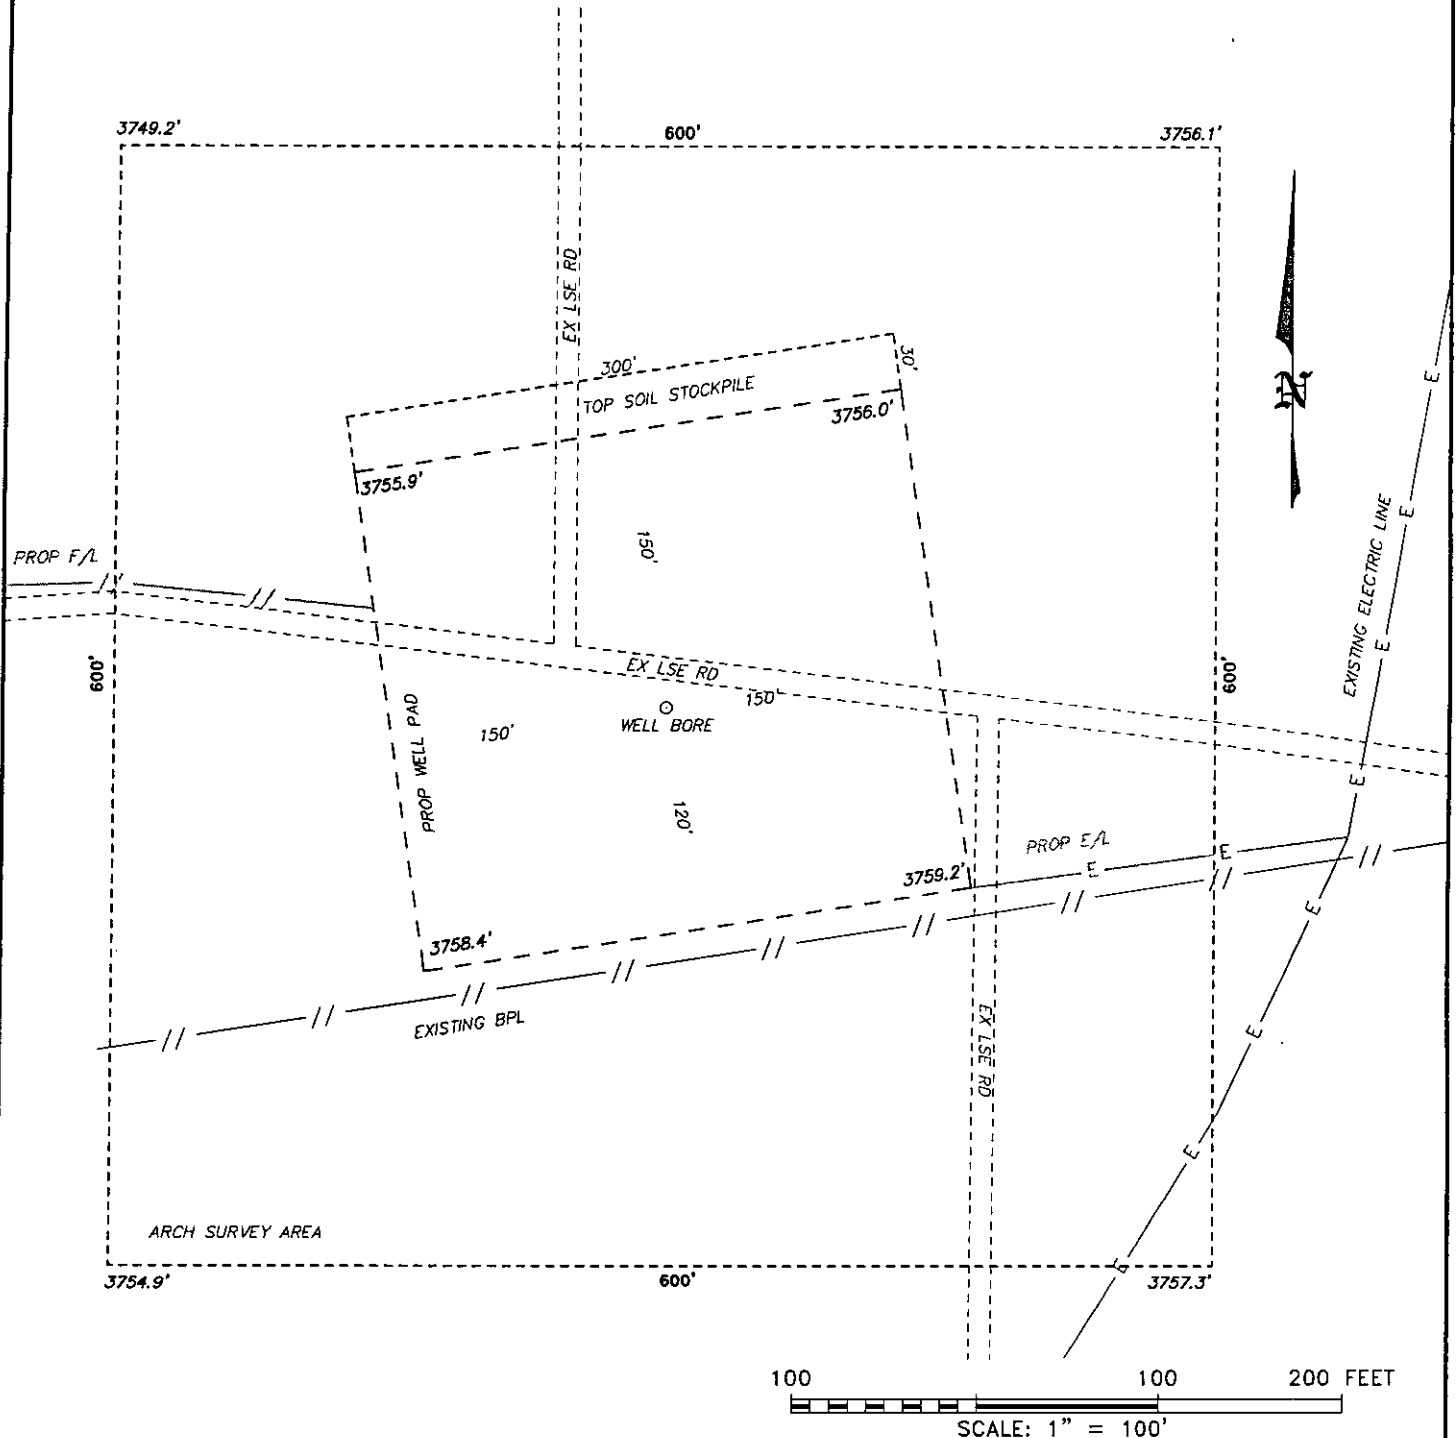 3749.2'
600'
3756.1'
EX LSE RD
300'
30'
TOP SOIL STOCKPILE
3756.0'
3755.9'
N
E
E
EXISTING ELECTRIC LINE
150'
PROP F/L
600'
600'
E
EX LSE RD
150'
WELL BORE
150'
PROP WELL PAD
E
120'
PROP E/L
E
E
3759.2'
E
3758.4'
EXISTING BPL
EX LSE RD
E
E
ARCH SURVEY AREA
E
3754.9'
600'
3757.3'
100 100 200 FEET
SCALE: 1" = 100'